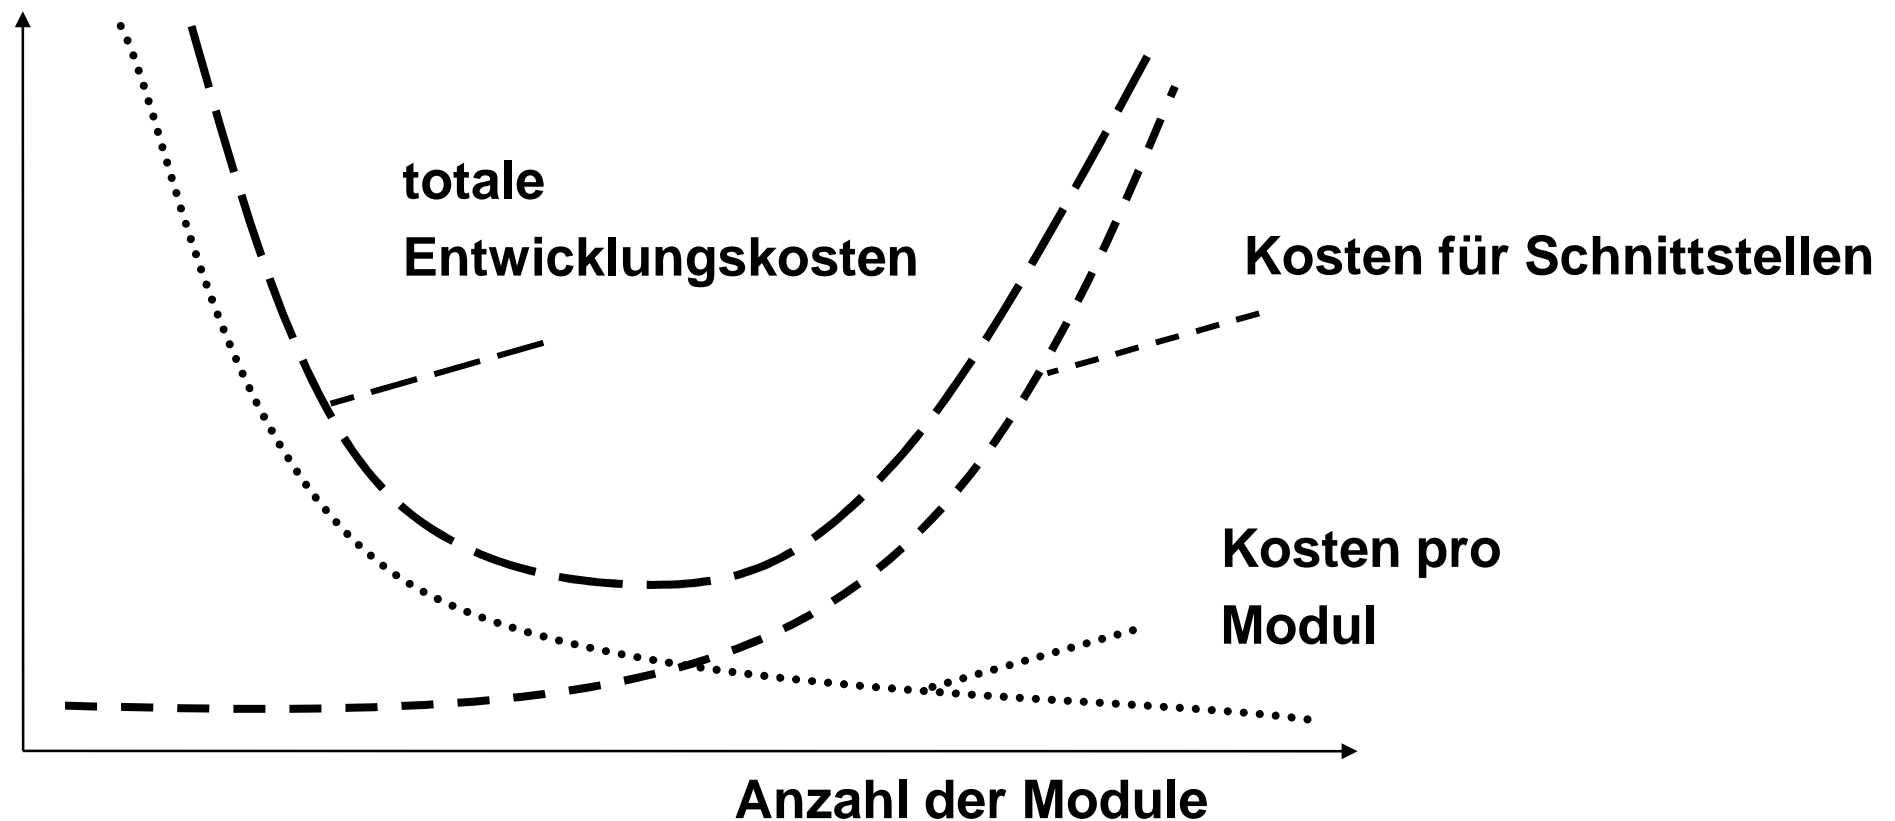 totale
Entwicklungskosten
Kosten für Schnittstellen
Kosten pro
Modul
Anzahl der Module